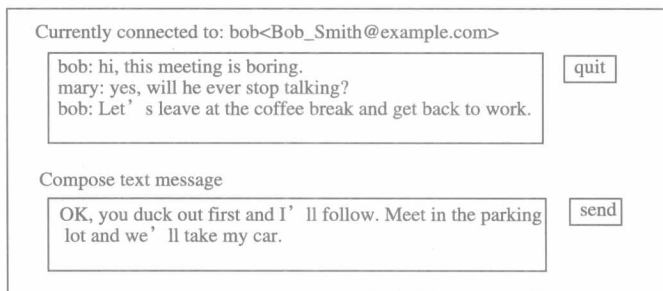 Currently connected to: bob<Bob_Smith@example.com>
bob: hi, this meeting is boring.
quit
mary: yes, will he ever stop talking?
bob: Let’s leave at the coffee break and get back to work.
Compose text message
OK, you duck out first and I’ll follow. Meet in the parking
send
lot and we’ll take my car.